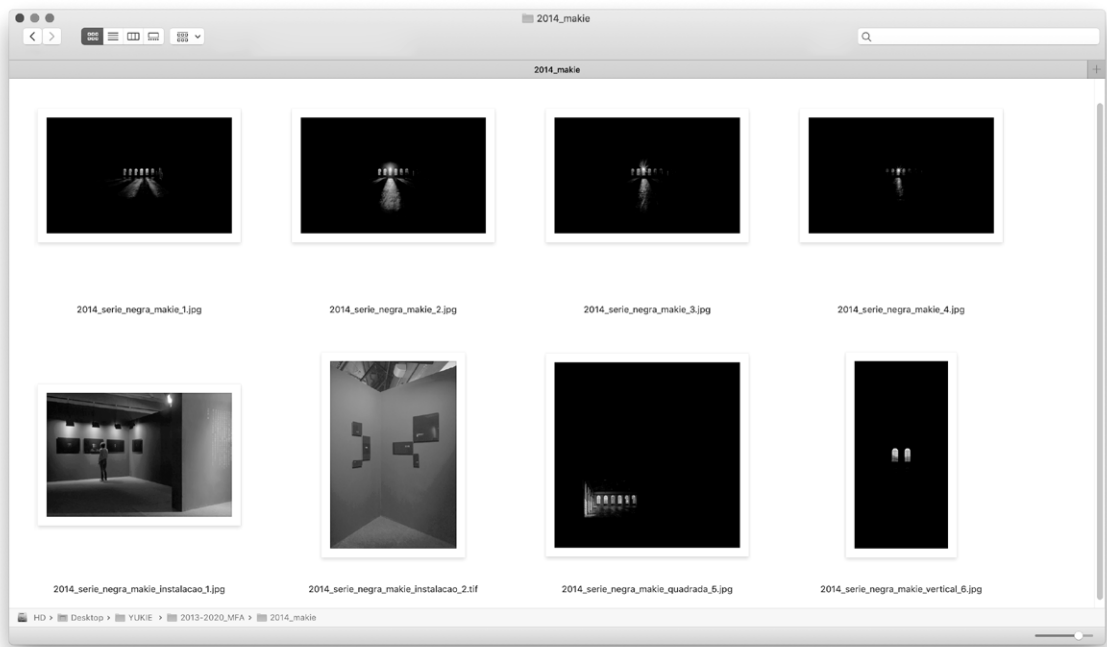 2014_makie
2014_makie
2014_serie_negra_makie_1.jpg
2014_serie_negra_makie_2.jpg
2014_serie_negra_makie_3.jpg
2014_serie_negra_makie_4.jpg
2014_serie_negra_makie_instalacao_1.jpg
2014_serie_negra_makie_instalacao_2.tif
2014_serie_negra_makie_quadrada_5.jpg
2014_serie_negra_makie_vertical_6.jpg
HD > Desktop > YUKIE > 2013-2020_MFA > 2014_makie